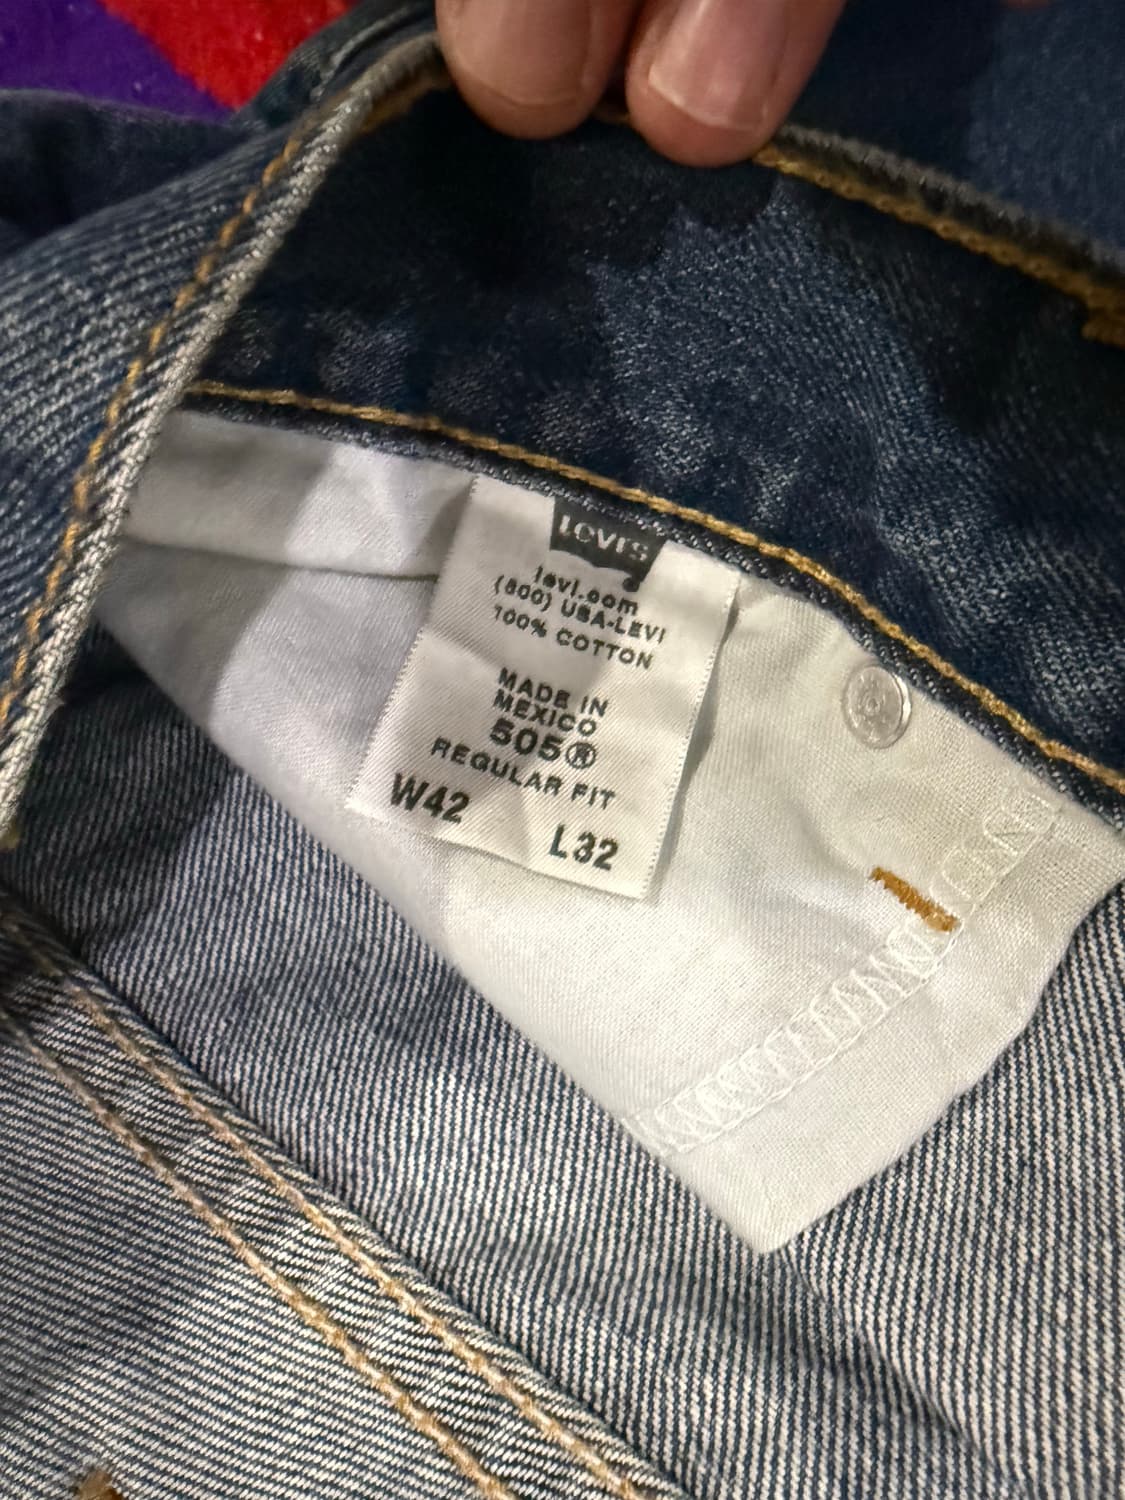 LEVI'S
levi.com
(800) USA-LEVI
100% COTTON
MADE IN
MEXICO
505®
REGULAR FIT
W42
L32